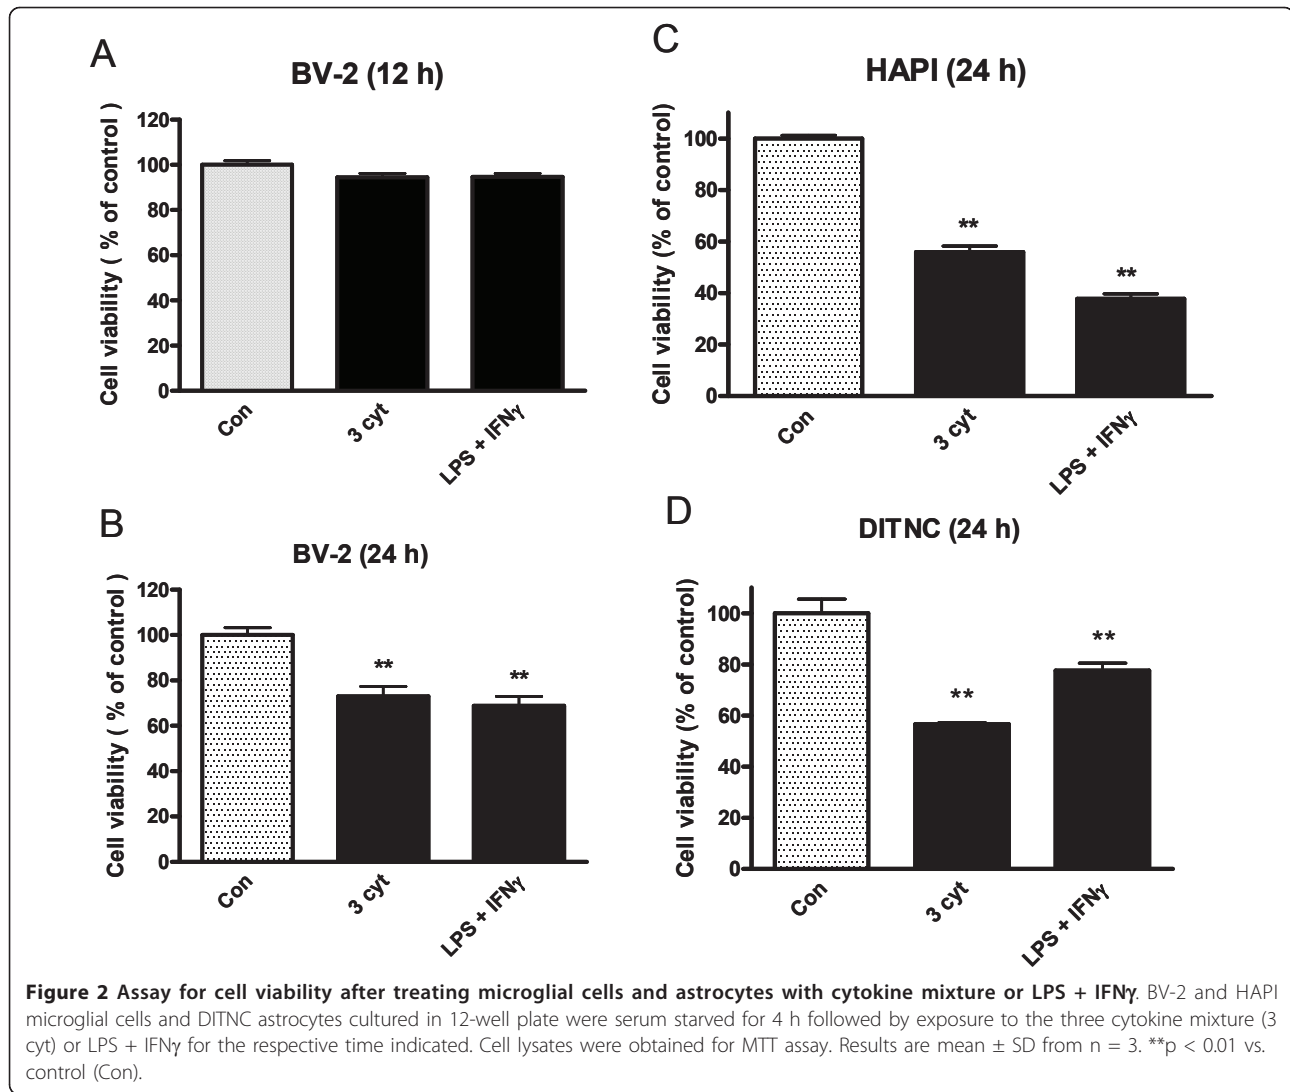 A
BV-2 (12 h)
Cell viability ( % of control )
120
100
80
60
40
20
0
Con
3 cyt
LPS + IFNγ
B
BV-2 (24 h)
Cell viability ( % of control )
120
100
80
60
40
20
0
**
**
Con
3 cyt
LPS + IFNγ
C
HAPI (24 h)
Cell viability (% of control)
100
80
60
40
20
0
**
**
Con
3 cyt
LPS + IFNγ
D
DITNC (24 h)
Cell viability (% of control)
100
80
60
40
20
0
**
**
Con
3 cyt
LPS + IFNγ
Figure 2 Assay for cell viability after treating microglial cells and astrocytes with cytokine mixture or LPS + IFNγ. BV-2 and HAPI
microglial cells and DITNC astrocytes cultured in 12-well plate were serum starved for 4 h followed by exposure to the three cytokine mixture (3
cyt) or LPS + IFNγ for the respective time indicated. Cell lysates were obtained for MTT assay. Results are mean ± SD from n = 3. **p < 0.01 vs.
control (Con).